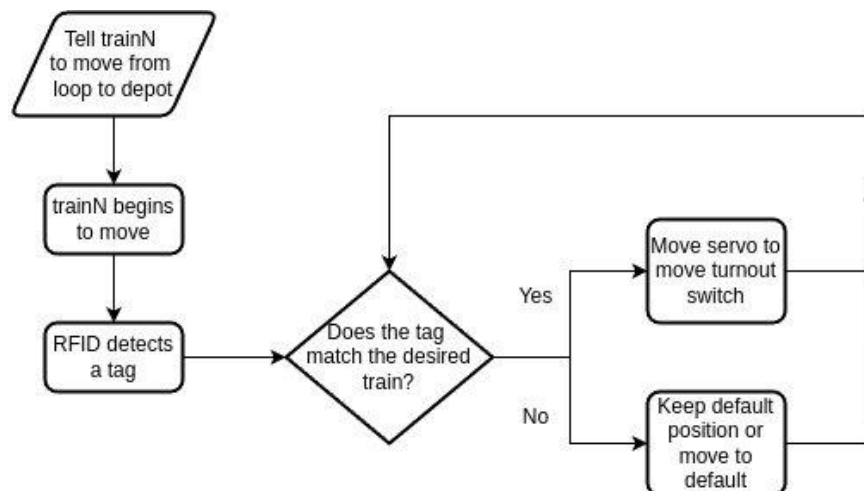 Tell trainN
to move from
loop to depot
trainN begins
to move
RFID detects
a tag
Does the tag
match the desired
train?
Yes
No
Move servo to
move turnout
switch
Keep default
position or
move to
default